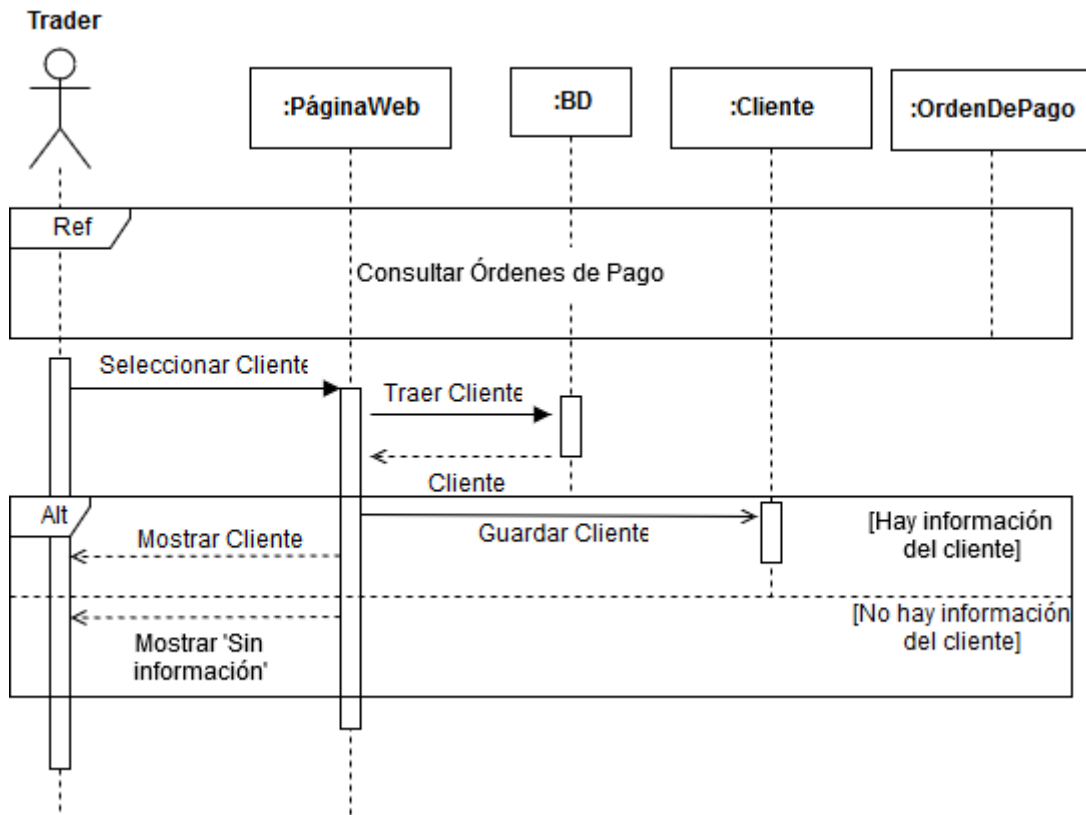 Trader
:PáginaWeb
:BD
:Cliente
:OrdenDePago
Ref
Consultar Órdenes de Pago
Seleccionar Cliente
Traer Cliente
Cliente
Alt
Guardar Cliente
[Hay información
del cliente]
Mostrar Cliente
[No hay información
del cliente]
Mostrar 'Sin
información'